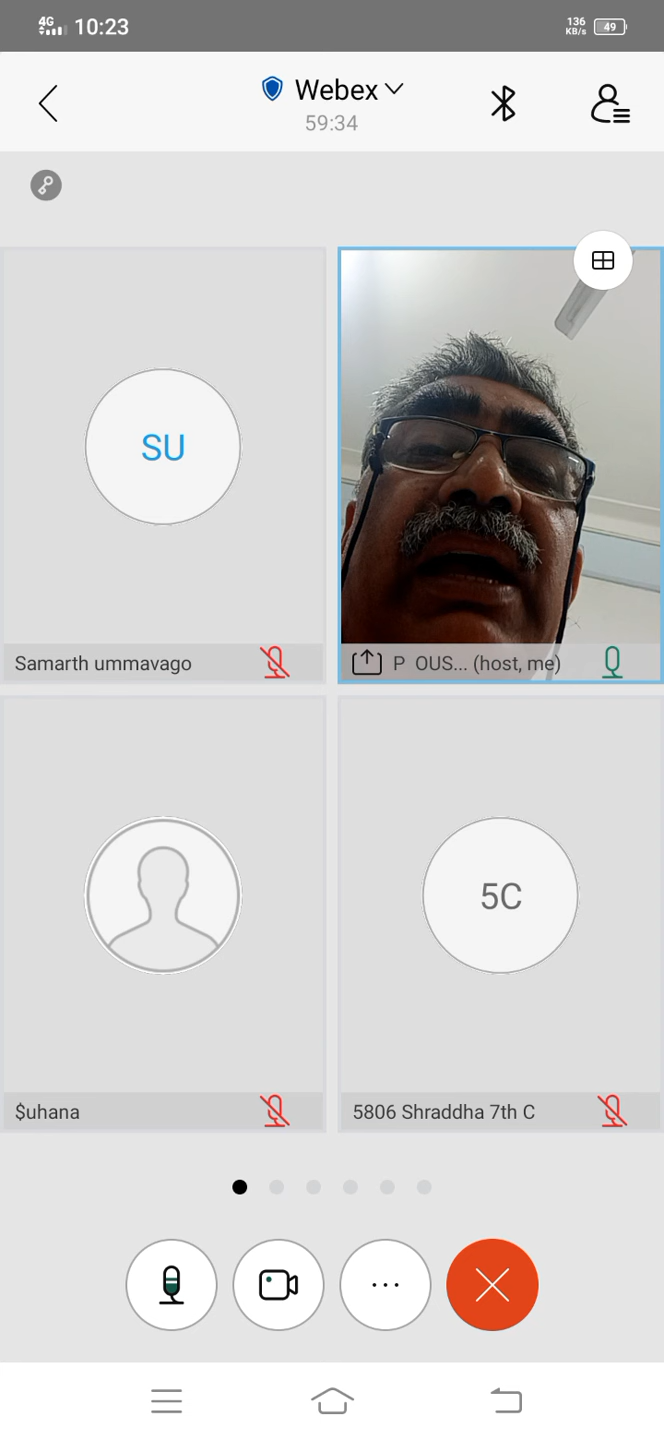 4G 10:23 136 KB/s 49
Webex
59:34
SU
Samarth ummavago P OUS... (host, me)
5C
$uhana 5806 Shraddha 7th C